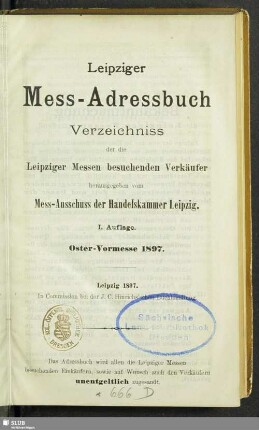 Leipziger
Mess-Adressbuch
Verzeichniss
der die
Leipziger Messen besuchenden Verkäufer
herausgegeben vom
Mess-Ausschuss der Handelskammer Leipzig.
I. Auflage.
Oster-Vormesse 1897.
Leipzig 1897.
In Commission bei der J. C. Hinrichs'schen Buchhandlung
Sächsische
Das Adressbuch wird allen die Leipziger Messen
besuchenden Einkäufern, sowie auf Wunsch auch den Verkäufern
unentgeltlich zugesandt.
666 D
SLUB